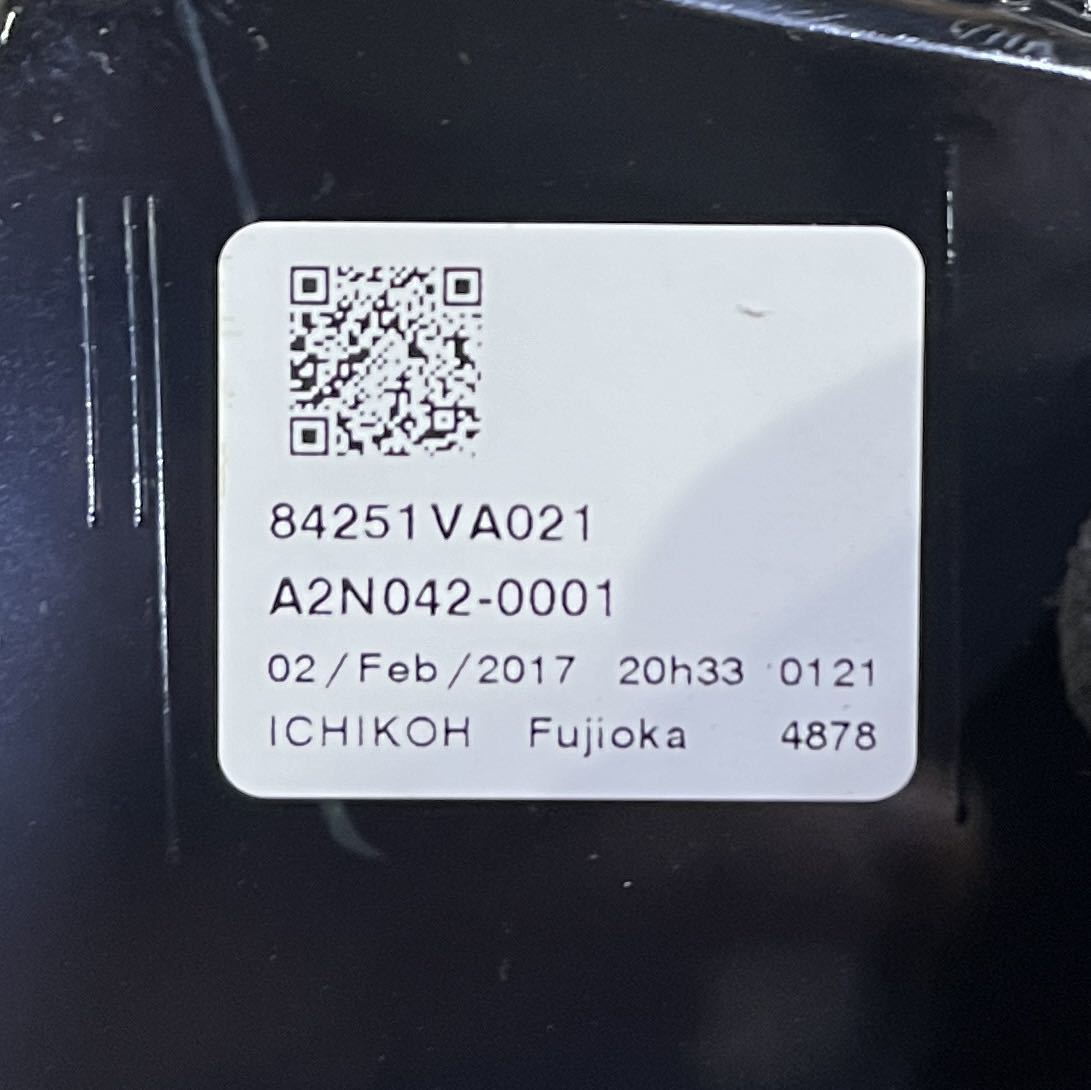 84251VA021
A2N042-0001
02/Feb/2017 20h33 0121
ICHIKOH Fujioka 4878